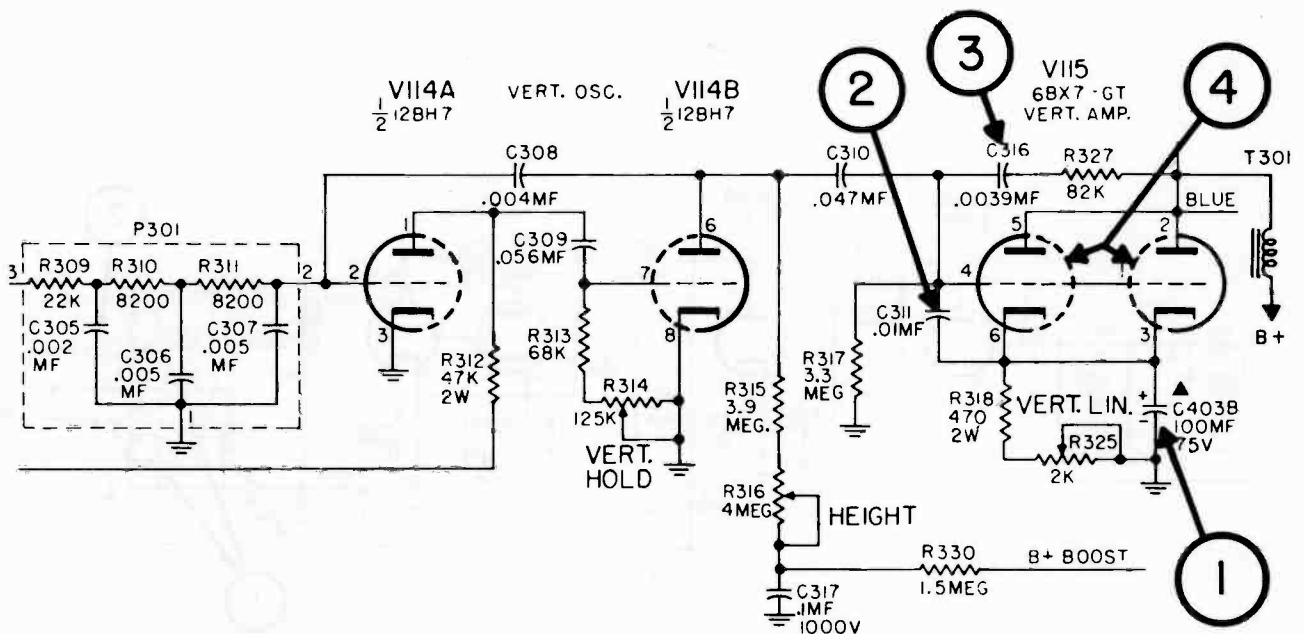 V114A
1/2 12BH7
VERT. OSC.
V114B
1/2 12BH7
2
3
V115
6BX7-GT
VERT. AMP.
4
C308
.004MF
C310
.047MF
C316
.0039MF
R327
82K
T301
BLUE
P301
1
6
5
2
3
R309
22K
R310
8200
R311
8200
2
2
C309
.056MF
7
4
1
3
8
6
3
B+
C305
.002
MF
C306
.005
MF
C307
.005
MF
R312
47K
2W
R313
68K
R314
125K
VERT.
HOLD
R315
3.9
MEG.
R317
3.3
MEG
C311
.01MF
R318
470
2W
VERT. LIN.
R325
2K
+
-
C403B
100MF
75V
R316
4MEG
HEIGHT
R330
1.5MEG
B+ BOOST
C317
.1MF
1000V
1